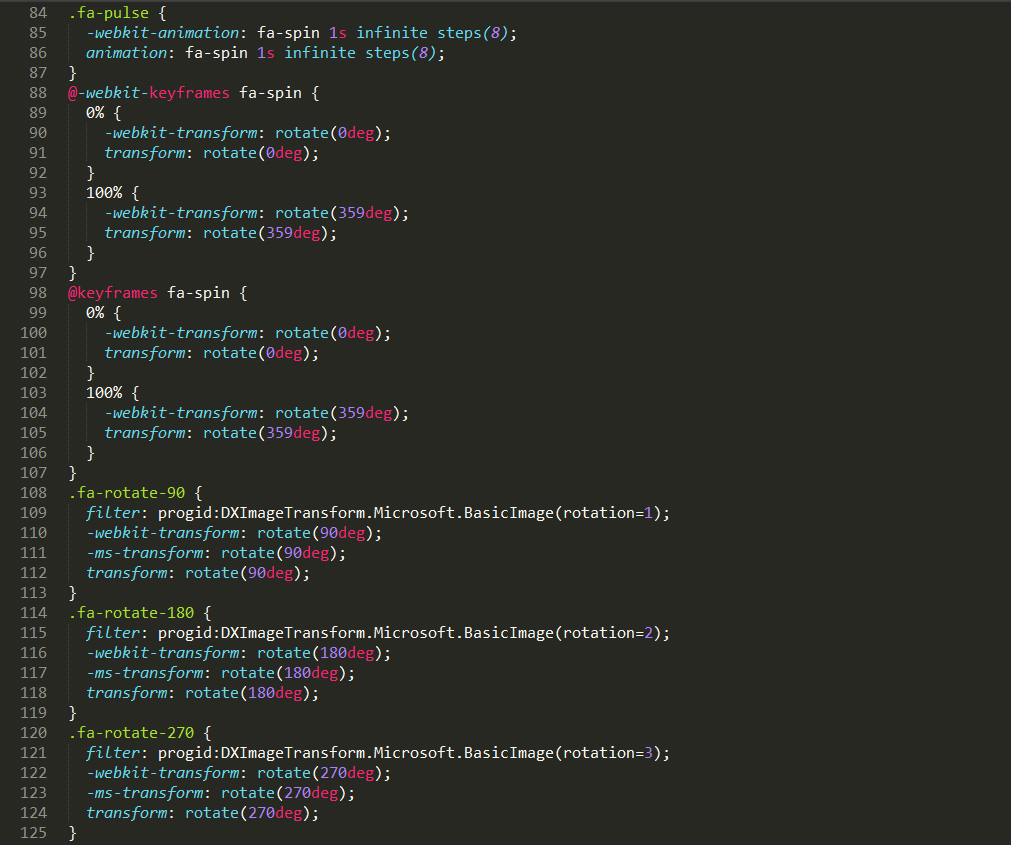 84 .fa-pulse {
85   -webkit-animation: fa-spin 1s infinite steps(8);
86   animation: fa-spin 1s infinite steps(8);
87 }
88 @-webkit-keyframes fa-spin {
89   0% {
90     -webkit-transform: rotate(0deg);
91     transform: rotate(0deg);
92   }
93   100% {
94     -webkit-transform: rotate(359deg);
95     transform: rotate(359deg);
96   }
97 }
98 @keyframes fa-spin {
99   0% {
100     -webkit-transform: rotate(0deg);
101     transform: rotate(0deg);
102   }
103   100% {
104     -webkit-transform: rotate(359deg);
105     transform: rotate(359deg);
106   }
107 }
108 .fa-rotate-90 {
109   filter: progid:DXImageTransform.Microsoft.BasicImage(rotation=1);
110   -webkit-transform: rotate(90deg);
111   -ms-transform: rotate(90deg);
112   transform: rotate(90deg);
113 }
114 .fa-rotate-180 {
115   filter: progid:DXImageTransform.Microsoft.BasicImage(rotation=2);
116   -webkit-transform: rotate(180deg);
117   -ms-transform: rotate(180deg);
118   transform: rotate(180deg);
119 }
120 .fa-rotate-270 {
121   filter: progid:DXImageTransform.Microsoft.BasicImage(rotation=3);
122   -webkit-transform: rotate(270deg);
123   -ms-transform: rotate(270deg);
124   transform: rotate(270deg);
125 }